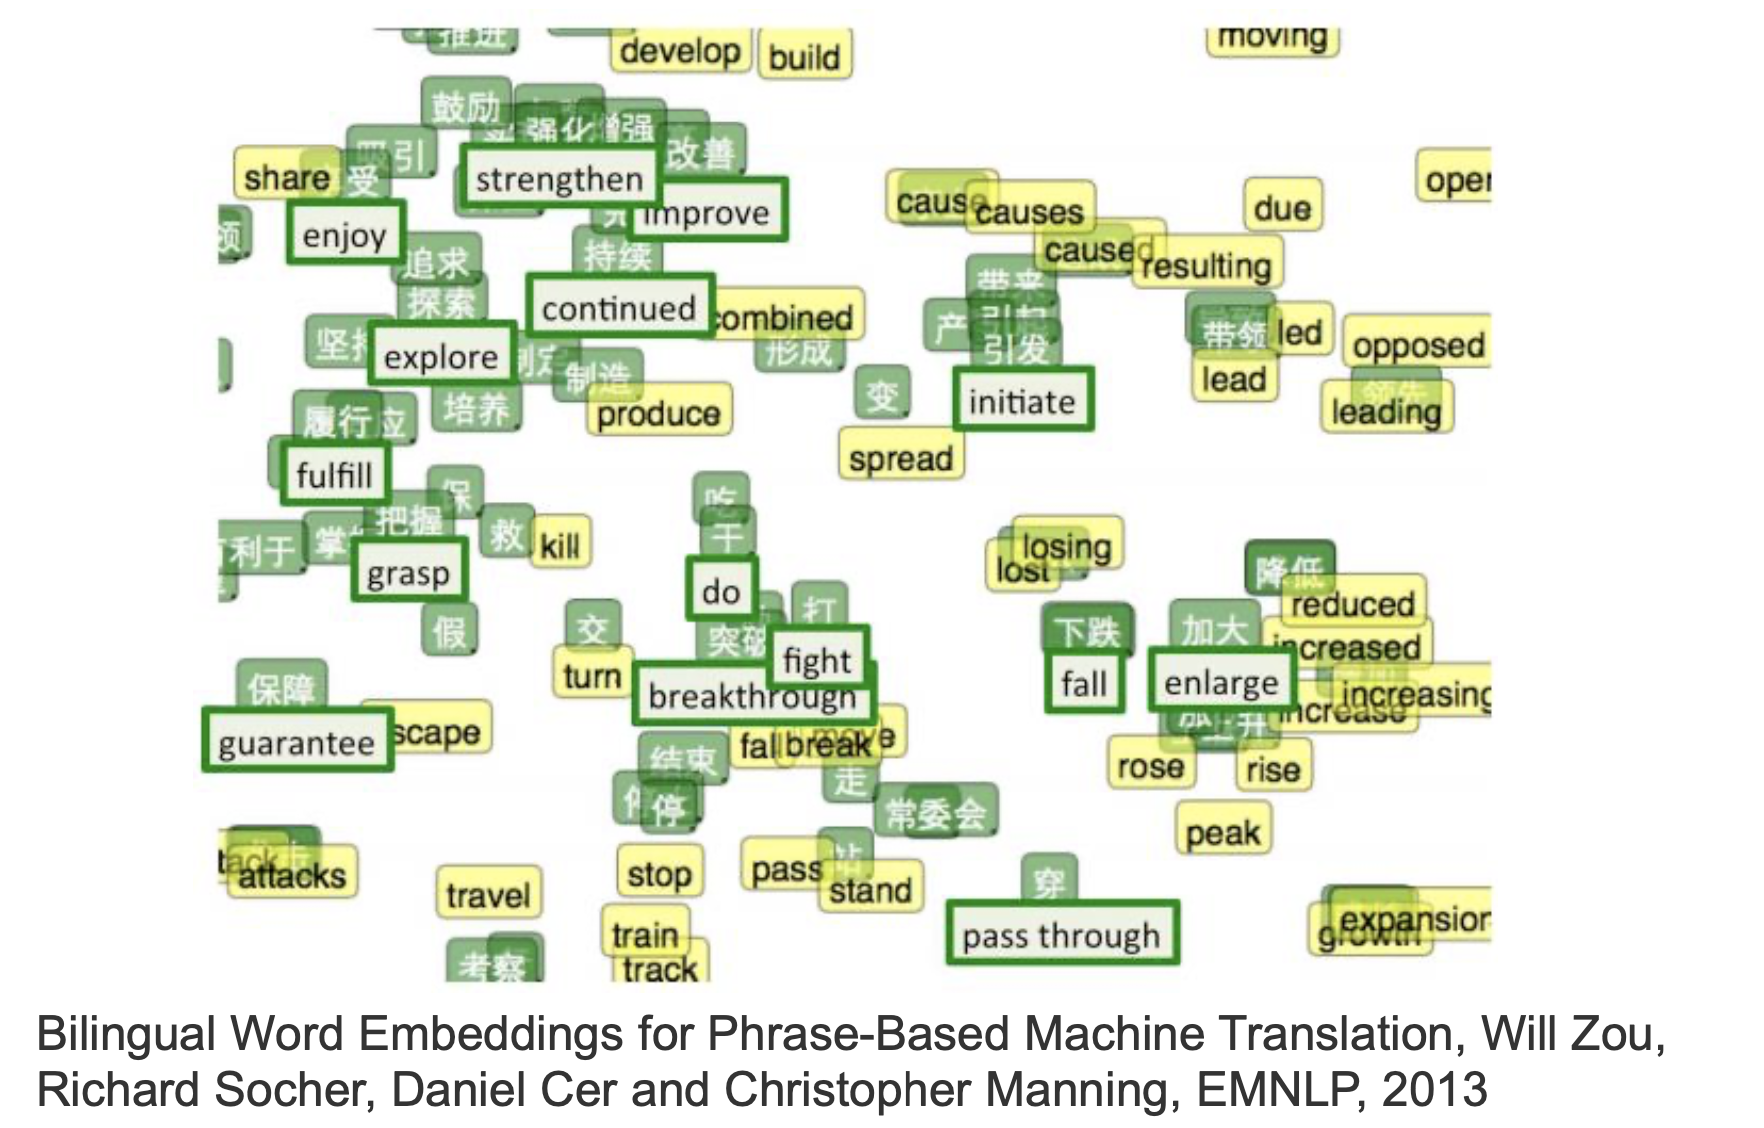 推进
develop
build
moving
鼓励
强化
增强
吸引
改善
share
受
strengthen
improve
enjoy
cause
causes
due
caused
resulting
追求
持续
探索
带来
continued
combined
引起
产
带领
led
opposed
explore
形成
引发
制定
制造
lead
领先
培养
produce
变
initiate
leading
履行
应
fulfill
spread
保
吃
把握
干
利于
救
kill
losing
lost
降低
grasp
do
打
reduced
假
交
突破
下跌
加大
increased
fight
turn
breakthrough
fall
enlarge
increasing
increase
保障
上升
guarantee
scape
fall
break
move
结束
走
rose
rise
停
常委会
peak
attacks
站
stop
pass
stand
travel
穿
expansion
growth
train
pass through
考察
track
Bilingual Word Embeddings for Phrase-Based Machine Translation, Will Zou,
Richard Socher, Daniel Cer and Christopher Manning, EMNLP, 2013